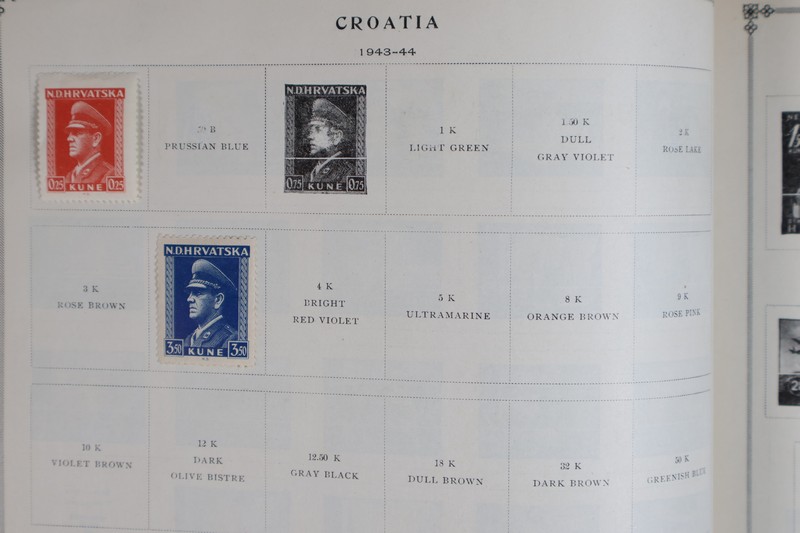 CROATIA
1943-44
N.D.HRVATSKA
0.25 KUNE 0.25
B
PRUSSIAN BLUE
N.D.HRVATSKA
0.75 KUNE 0.75
1 K
LIGHT GREEN
1.50 K
DULL
GRAY VIOLET
2 K
ROSE LAKE
3 K
ROSE BROWN
N.D.HRVATSKA
3.50 KUNE 3.50
4 K
BRIGHT
RED VIOLET
5 K
ULTRAMARINE
8 K
ORANGE BROWN
9 K
ROSE PINK
10 K
VIOLET BROWN
12 K
DARK
OLIVE BISTRE
12.50 K
GRAY BLACK
18 K
DULL BROWN
32 K
DARK BROWN
50 K
GREENISH BLUE